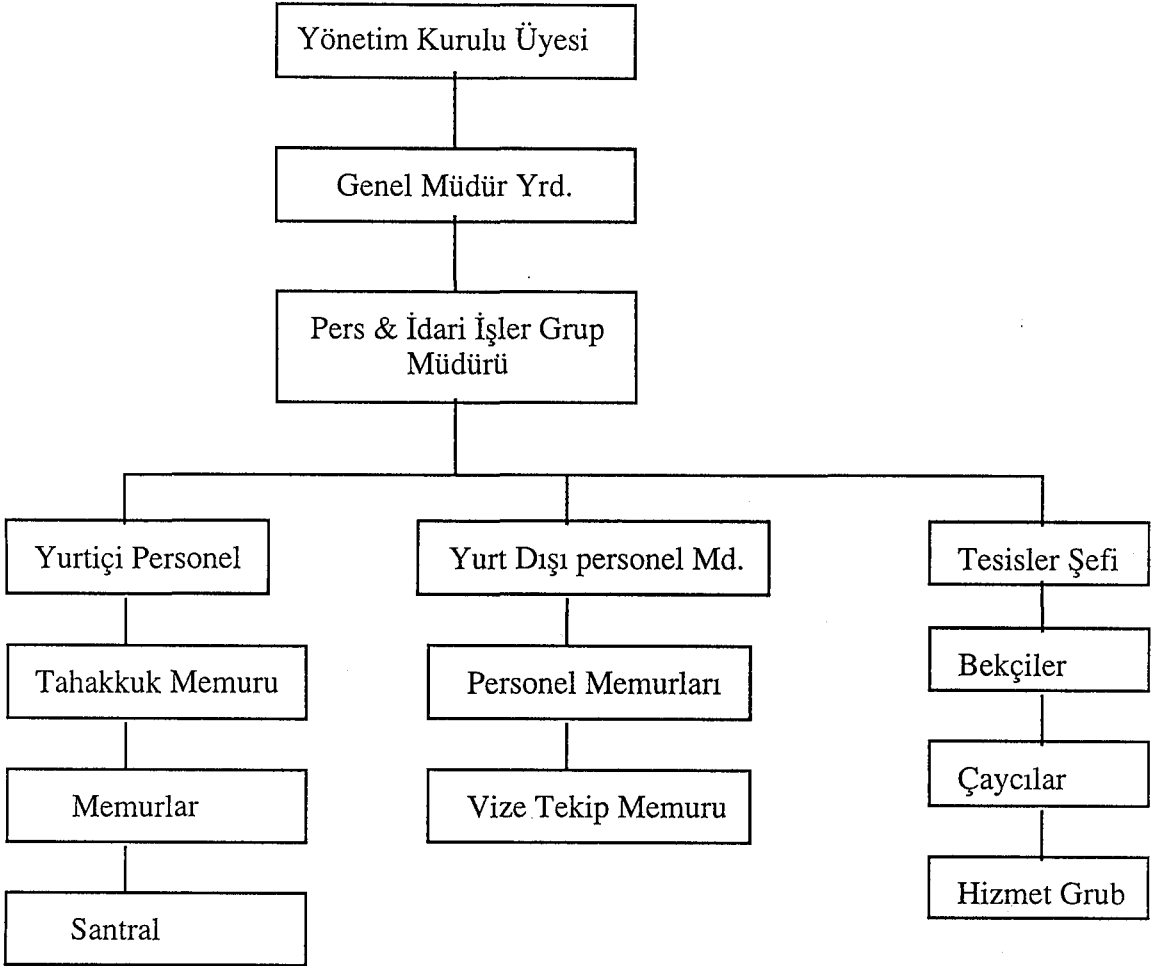 Yönetim Kurulu Üyesi
Genel Müdür Yrd.
Pers & İdari İşler Grup
Müdürü
Yurtiçi Personel
Yurt Dışı personel Md.
Tesisler Şefi
Tahakkuk Memuru
Personel Memurları
Bekçiler
Memurlar
Vize Tekip Memuru
Çaycılar
Santral
Hizmet Grub